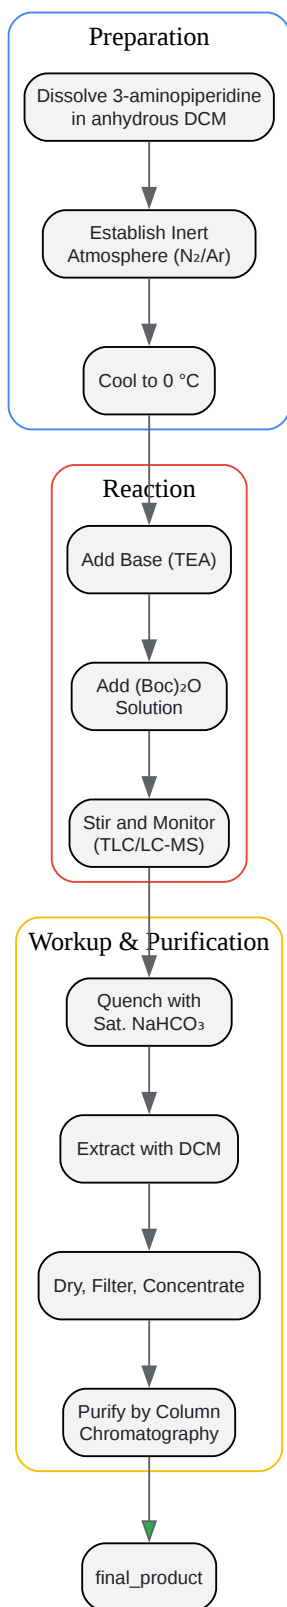 Preparation
Dissolve 3-aminopiperidine
in anhydrous DCM
Establish Inert
Atmosphere (N₂/Ar)
Cool to 0 °C
Reaction
Add Base (TEA)
Add (Boc)₂O
Solution
Stir and Monitor
(TLC/LC-MS)
Workup & Purification
Quench with
Sat. NaHCO₃
Extract with DCM
Dry, Filter, Concentrate
Purify by Column
Chromatography
final_product